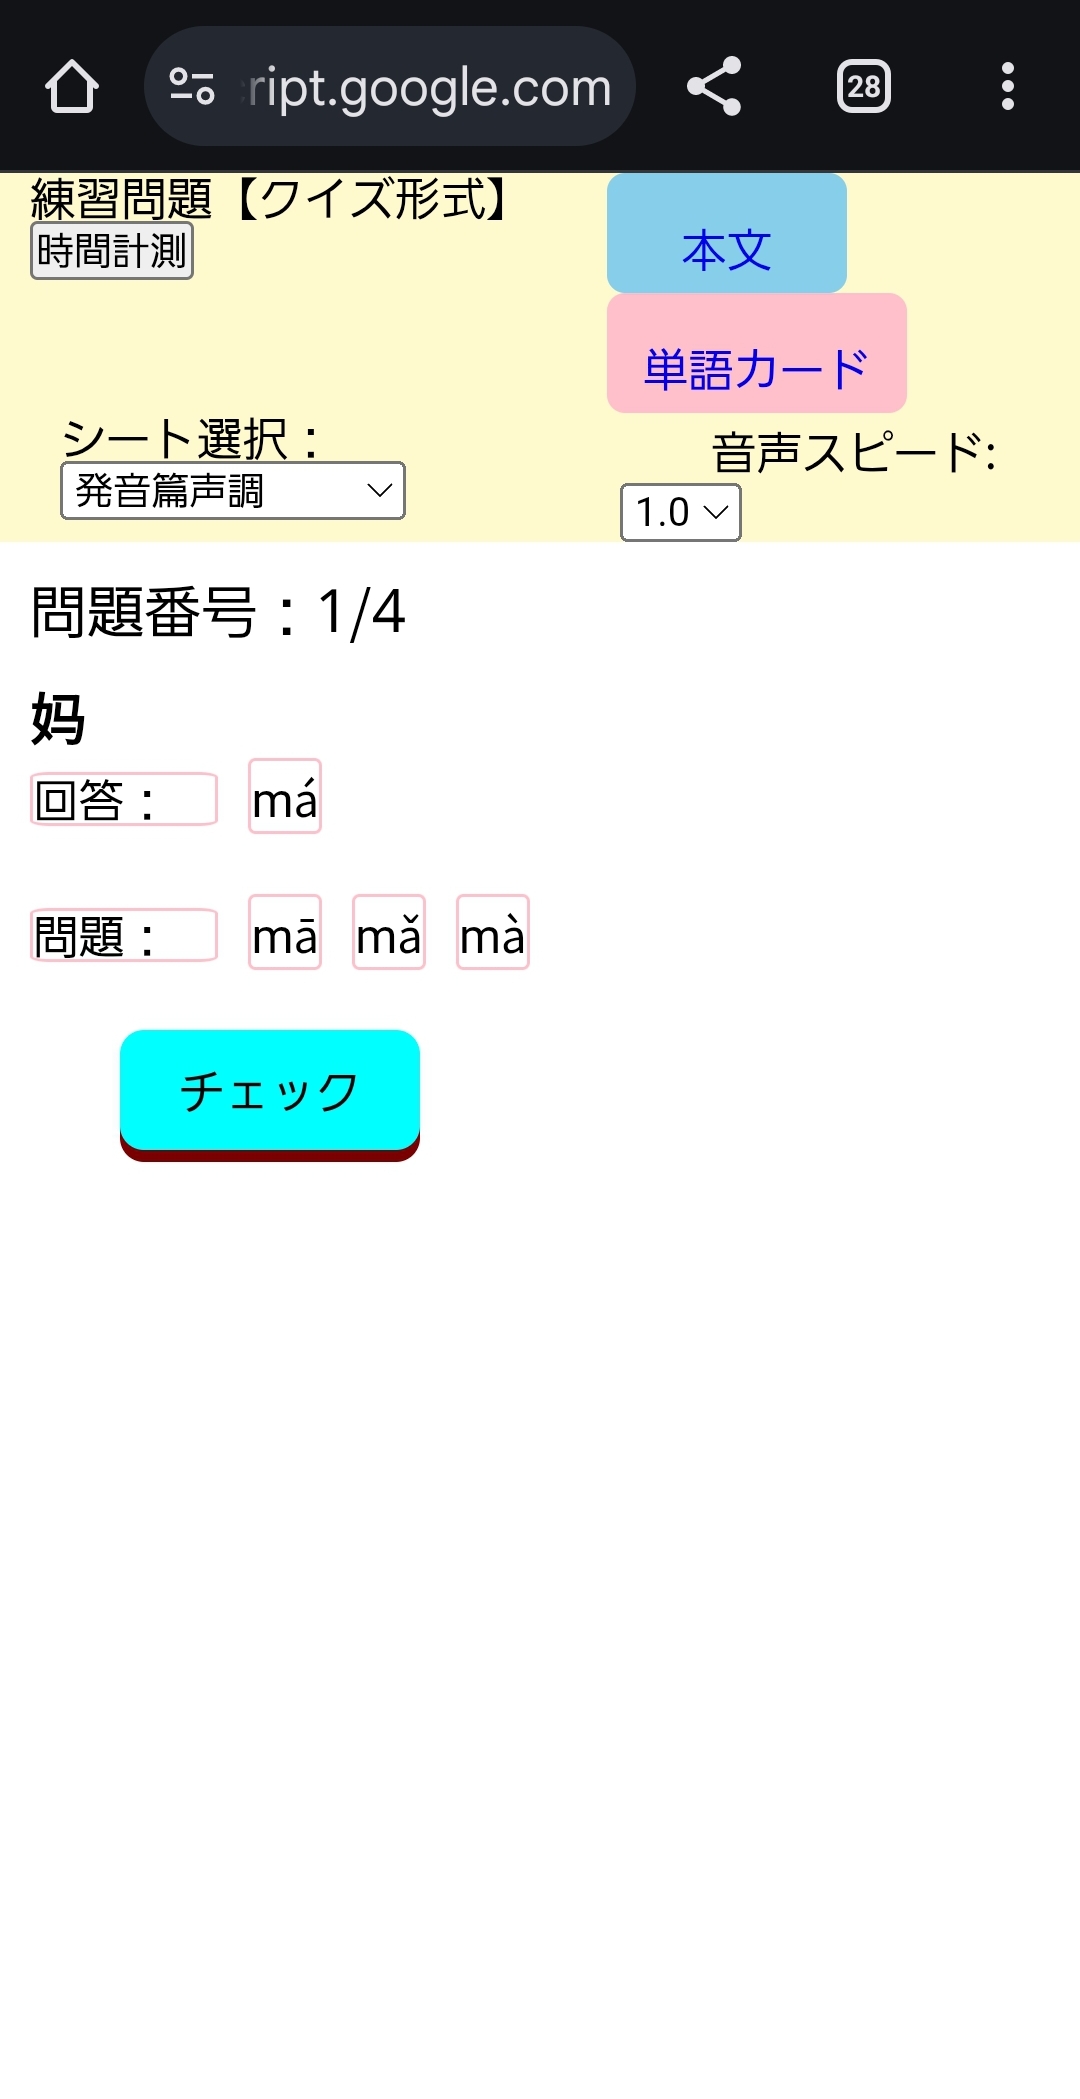 ript.google.com
28
練習問題【クイズ形式】
時間計測
本文
単語カード
シート選択：
発音篇声調
音声スピード:
1.0
問題番号：1/4
妈
回答： má
問題： mā mǎ mà
チェック